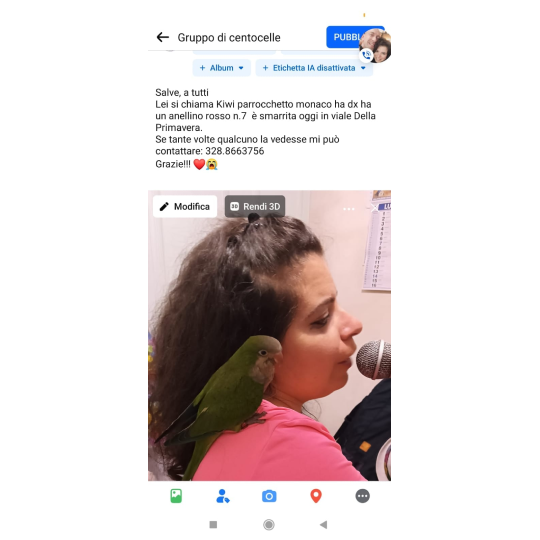 Gruppo di centocelle
PUBBL
+ Album
+ Etichetta IA disattivata
Salve, a tutti
Lei si chiama Kiwi parrocchetto monaco ha dx ha
un anellino rosso n.7 è smarrita oggi in viale Della
Primavera.
Se tante volte qualcuno la vedesse mi può
contattare: 328.8663756
Grazie!!! ❤️😭
Modifica
3D Rendi 3D